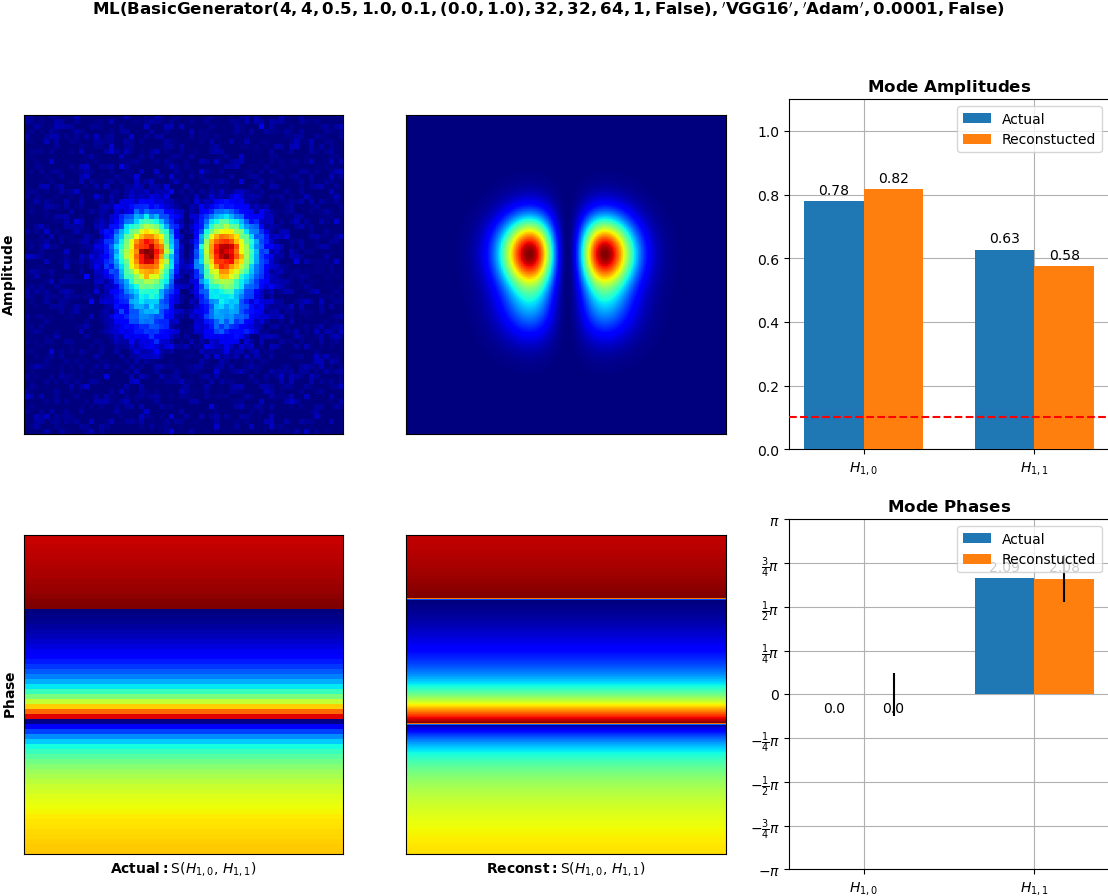 ML(BasicGenerator(4, 4, 0.5, 1.0, 0.1, (0.0, 1.0), 32, 32, 64, 1, False), ′VGG16′, ′Adam′, 0.0001, False)
Amplitude
Mode Amplitudes
Actual
Reconstucted
1.0
0.8
0.6
0.4
0.2
0.0
0.78
0.82
0.63
0.58
H1,0
H1,1
Phase
Actual: S(H1,0, H1,1)
Reconst: S(H1,0, H1,1)
Mode Phases
Actual
Reconstucted
2.09
2.08
π
3/4π
1/2π
1/4π
0
−1/4π
−1/2π
−3/4π
−π
0.0
0.0
H1,0
H1,1